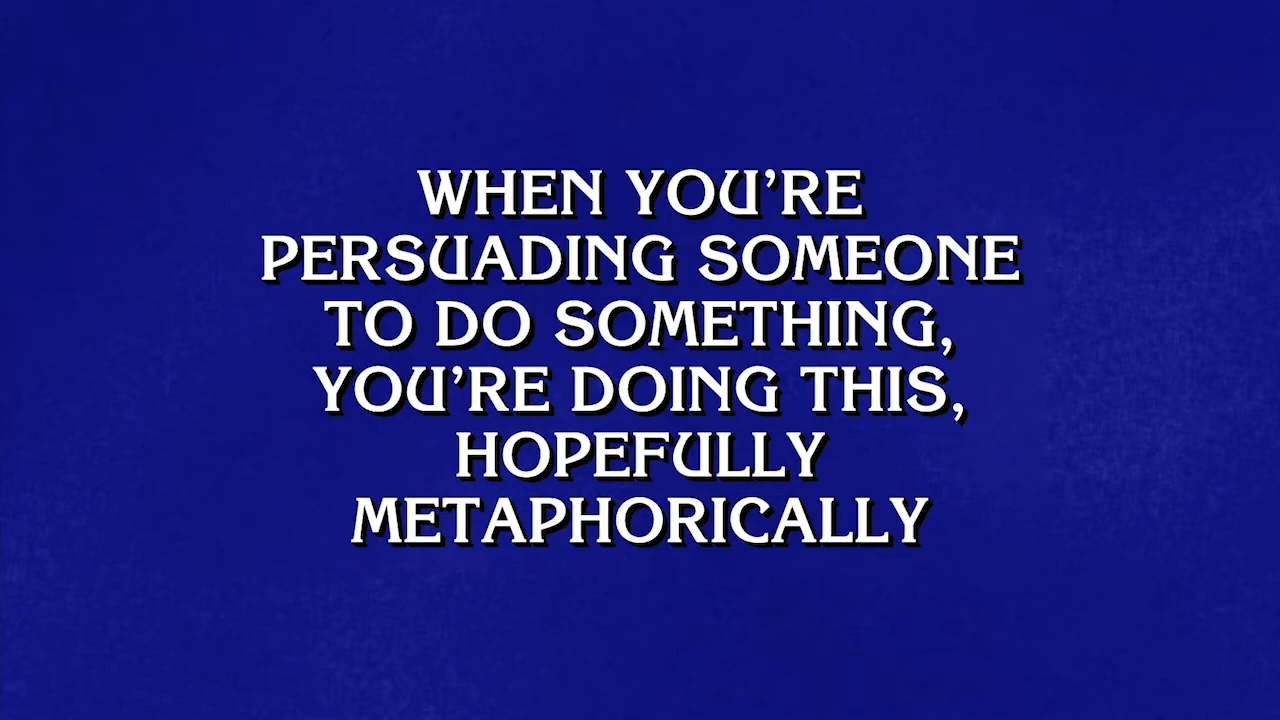 WHEN YOU’RE
PERSUADING SOMEONE
TO DO SOMETHING,
YOU’RE DOING THIS,
HOPEFULLY
METAPHORICALLY